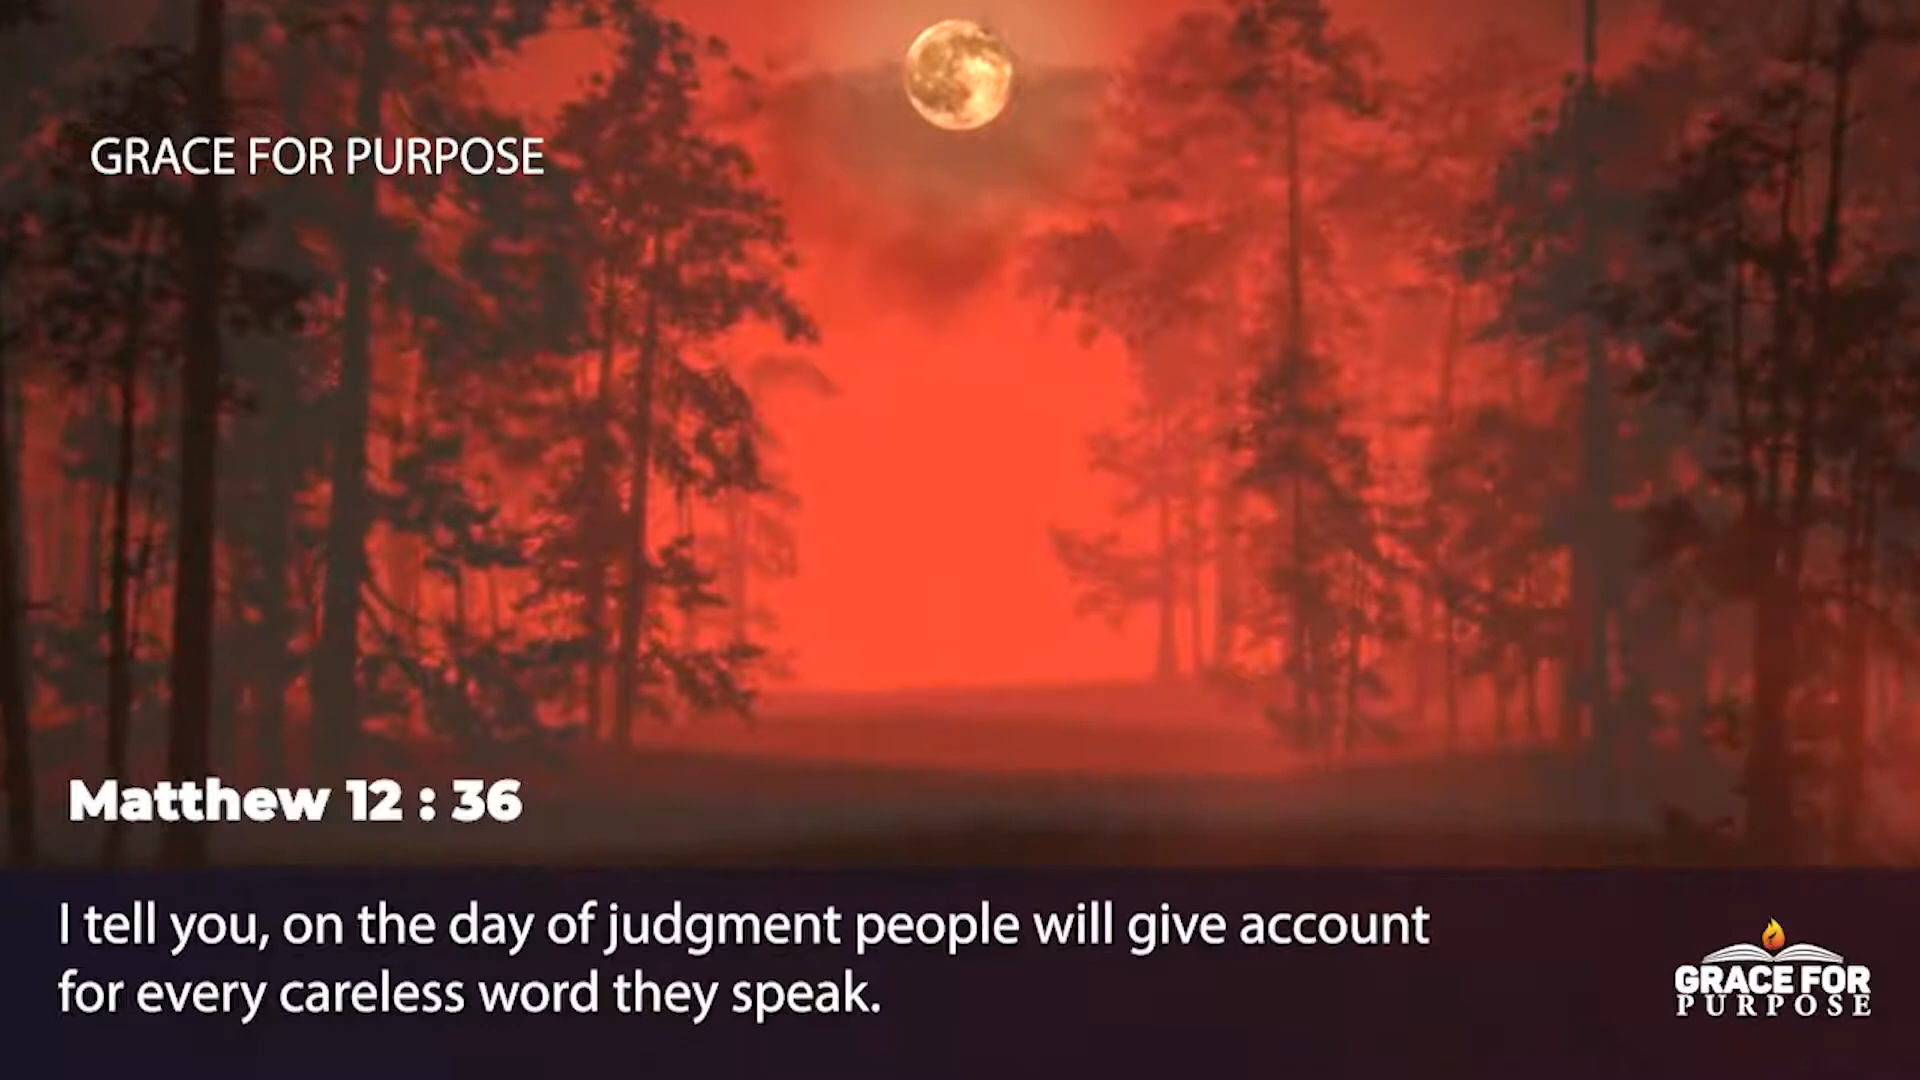 GRACE FOR PURPOSE
Matthew 12 : 36
I tell you, on the day of judgment people will give account
for every careless word they speak.
GRACE FOR
PURPOSE